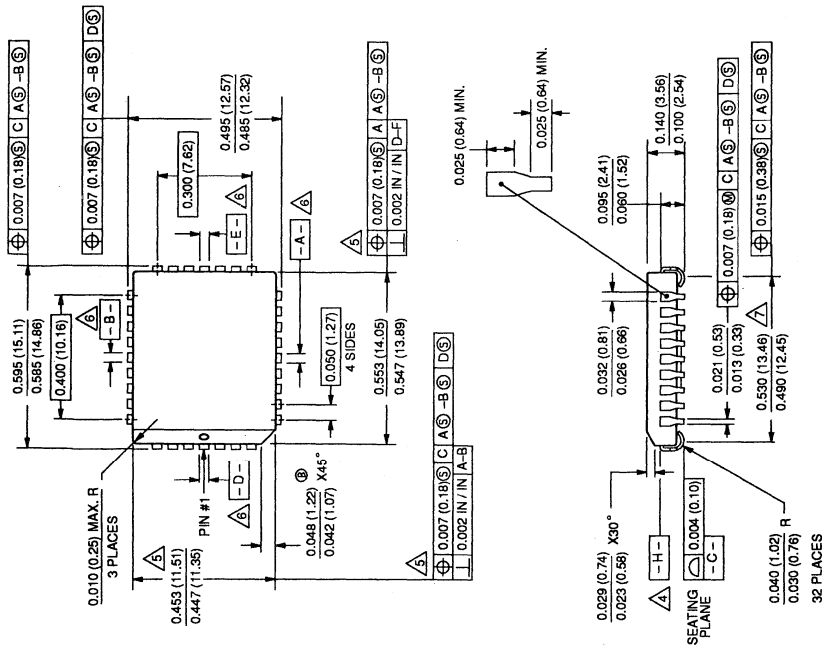 ⌖ 0.007 (0.18)Ⓢ C AⓈ -BⓈ
0.595 (15.11)
0.585 (14.86)
0.400 (10.16)
-B-
6
⌖ 0.007 (0.18)Ⓢ C AⓈ -BⓈ DⓈ
0.495 (12.57)
0.485 (12.32)
0.300 (7.62)
-E-
6
-A-
6
5
⌖ 0.007 (0.18)Ⓢ A AⓈ -BⓈ
⊥ 0.002 IN / IN D-F
0.010 (0.25) MAX. R
3 PLACES
PIN #1
-D-
6
0.048 (1.22)
0.042 (1.07)
Ⓑ X45°
0.050 (1.27)
4 SIDES
0.553 (14.05)
0.547 (13.89)
5
0.453 (11.51)
0.447 (11.35)
5
⌖ 0.007 (0.18)Ⓢ C AⓈ -BⓈ DⓈ
⊥ 0.002 IN / IN A-B
0.025 (0.64) MIN.
0.025 (0.64) MIN.
0.095 (2.41)
0.060 (1.52)
0.140 (3.56)
0.100 (2.54)
0.032 (0.81)
0.026 (0.66)
0.021 (0.53)
0.013 (0.33)
⌖ 0.007 (0.18)Ⓜ C AⓈ -BⓈ DⓈ
0.530 (13.46)
0.490 (12.45)
7
⌖ 0.015 (0.38)Ⓢ C AⓈ -BⓈ
0.029 (0.74)
0.023 (0.58)
X30°
4
-H-
⌓ 0.004 (0.10)
-C-
SEATING
PLANE
0.040 (1.02)
0.030 (0.76)
R
32 PLACES